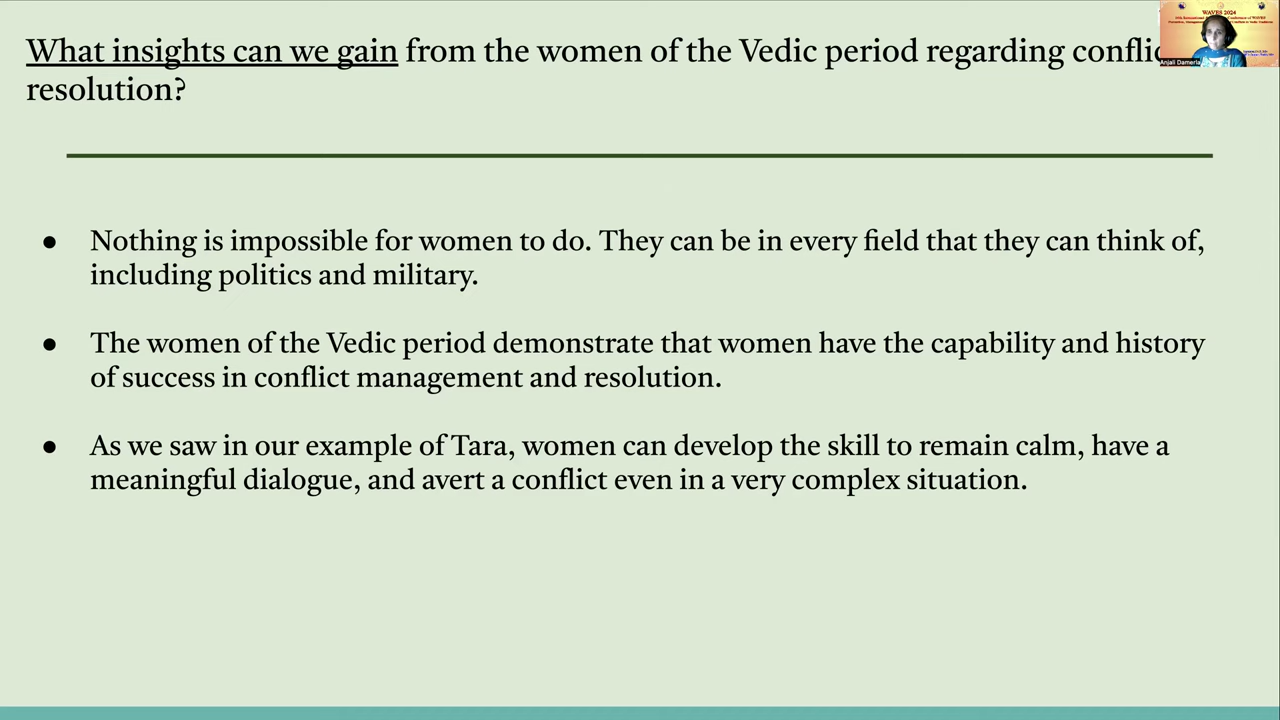 What insights can we gain from the women of the Vedic period regarding
resolution?
WAVES 2024
Anjali Damerla
Nothing is impossible for women to do. They can be in every field that they can think of,
including politics and military.
The women of the Vedic period demonstrate that women have the capability and history
of success in conflict management and resolution.
As we saw in our example of Tara, women can develop the skill to remain calm, have a
meaningful dialogue, and avert a conflict even in a very complex situation.